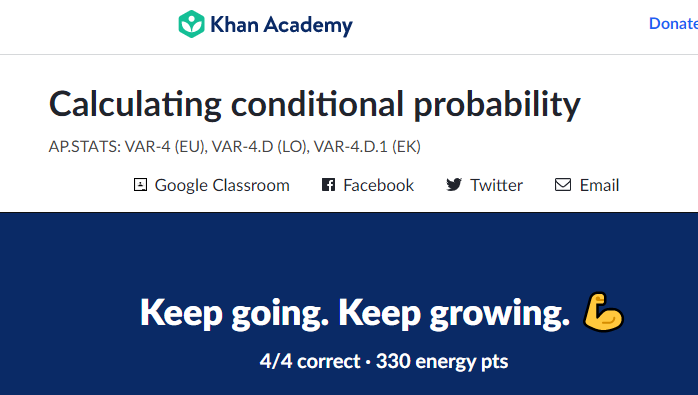 Khan Academy
Donate
Calculating conditional probability
AP.STATS: VAR-4 (EU), VAR-4.D (LO), VAR-4.D.1 (EK)
Google Classroom Facebook Twitter Email
Keep going. Keep growing. 💪
4/4 correct · 330 energy pts